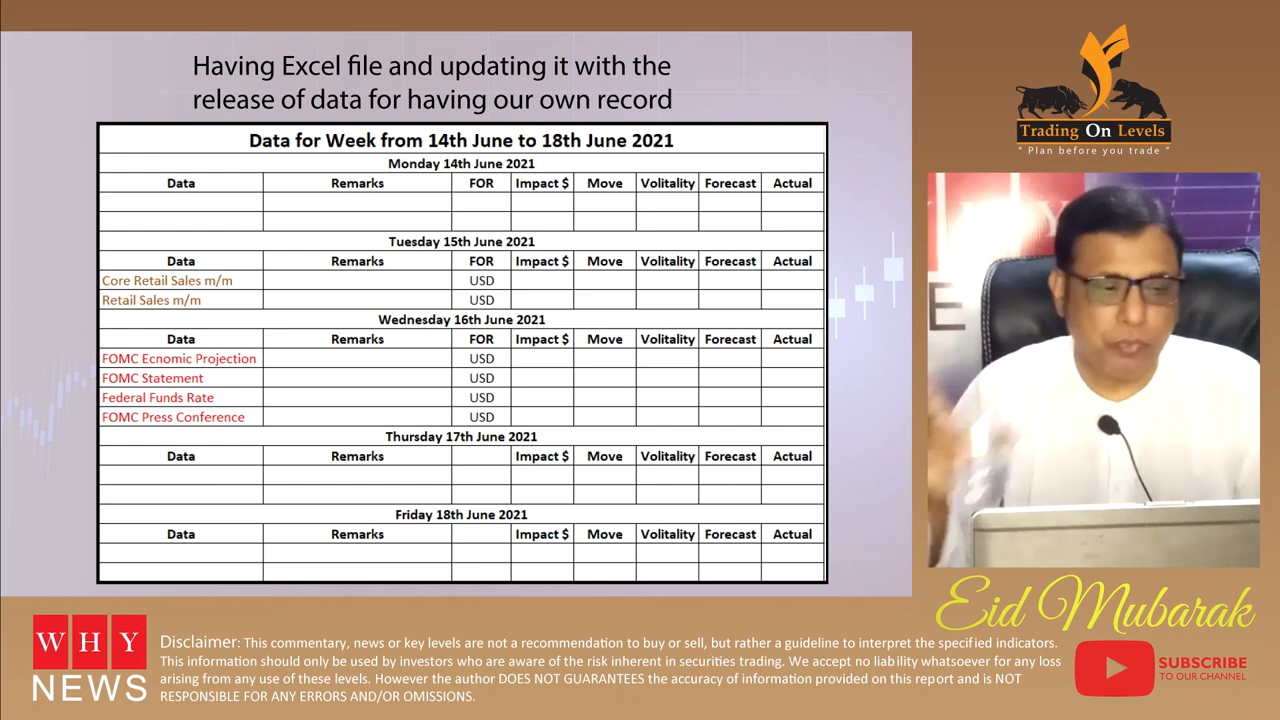 Having Excel file and updating it with the
release of data for having our own record
Data for Week from 14th June to 18th June 2021
Monday 14th June 2021
Data Remarks FOR Impact $ Move Volitality Forecast Actual
Tuesday 15th June 2021
Data Remarks FOR Impact $ Move Volitality Forecast Actual
Core Retail Sales m/m USD
Retail Sales m/m USD
Wednesday 16th June 2021
Data Remarks FOR Impact $ Move Volitality Forecast Actual
FOMC Ecnomic Projection USD
FOMC Statement USD
Federal Funds Rate USD
FOMC Press Conference USD
Thursday 17th June 2021
Data Remarks Impact $ Move Volitality Forecast Actual
Friday 18th June 2021
Data Remarks Impact $ Move Volitality Forecast Actual
Trading On Levels
" Plan before you trade "
E
Eid Mubarak
WHY
NEWS
Disclaimer: This commentary, news or key levels are not a recommendation to buy or sell, but rather a guideline to interpret the specified indicators.
This information should only be used by investors who are aware of the risk inherent in securities trading. We accept no liability whatsoever for any loss
arising from any use of these levels. However the author DOES NOT GUARANTEES the accuracy of information provided on this report and is NOT
RESPONSIBLE FOR ANY ERRORS AND/OR OMISSIONS.
SUBSCRIBE
TO OUR CHANNEL